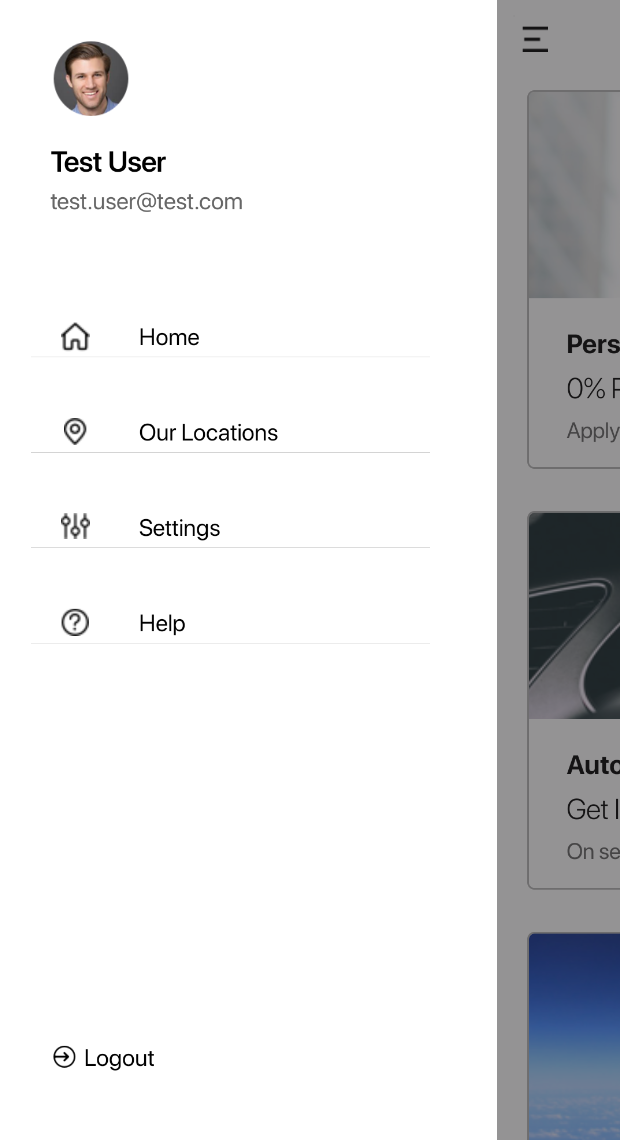 Test User
test.user@test.com
Home
Our Locations
Settings
Help
Logout
Pers
0%
Apply
Auto
Get
On se